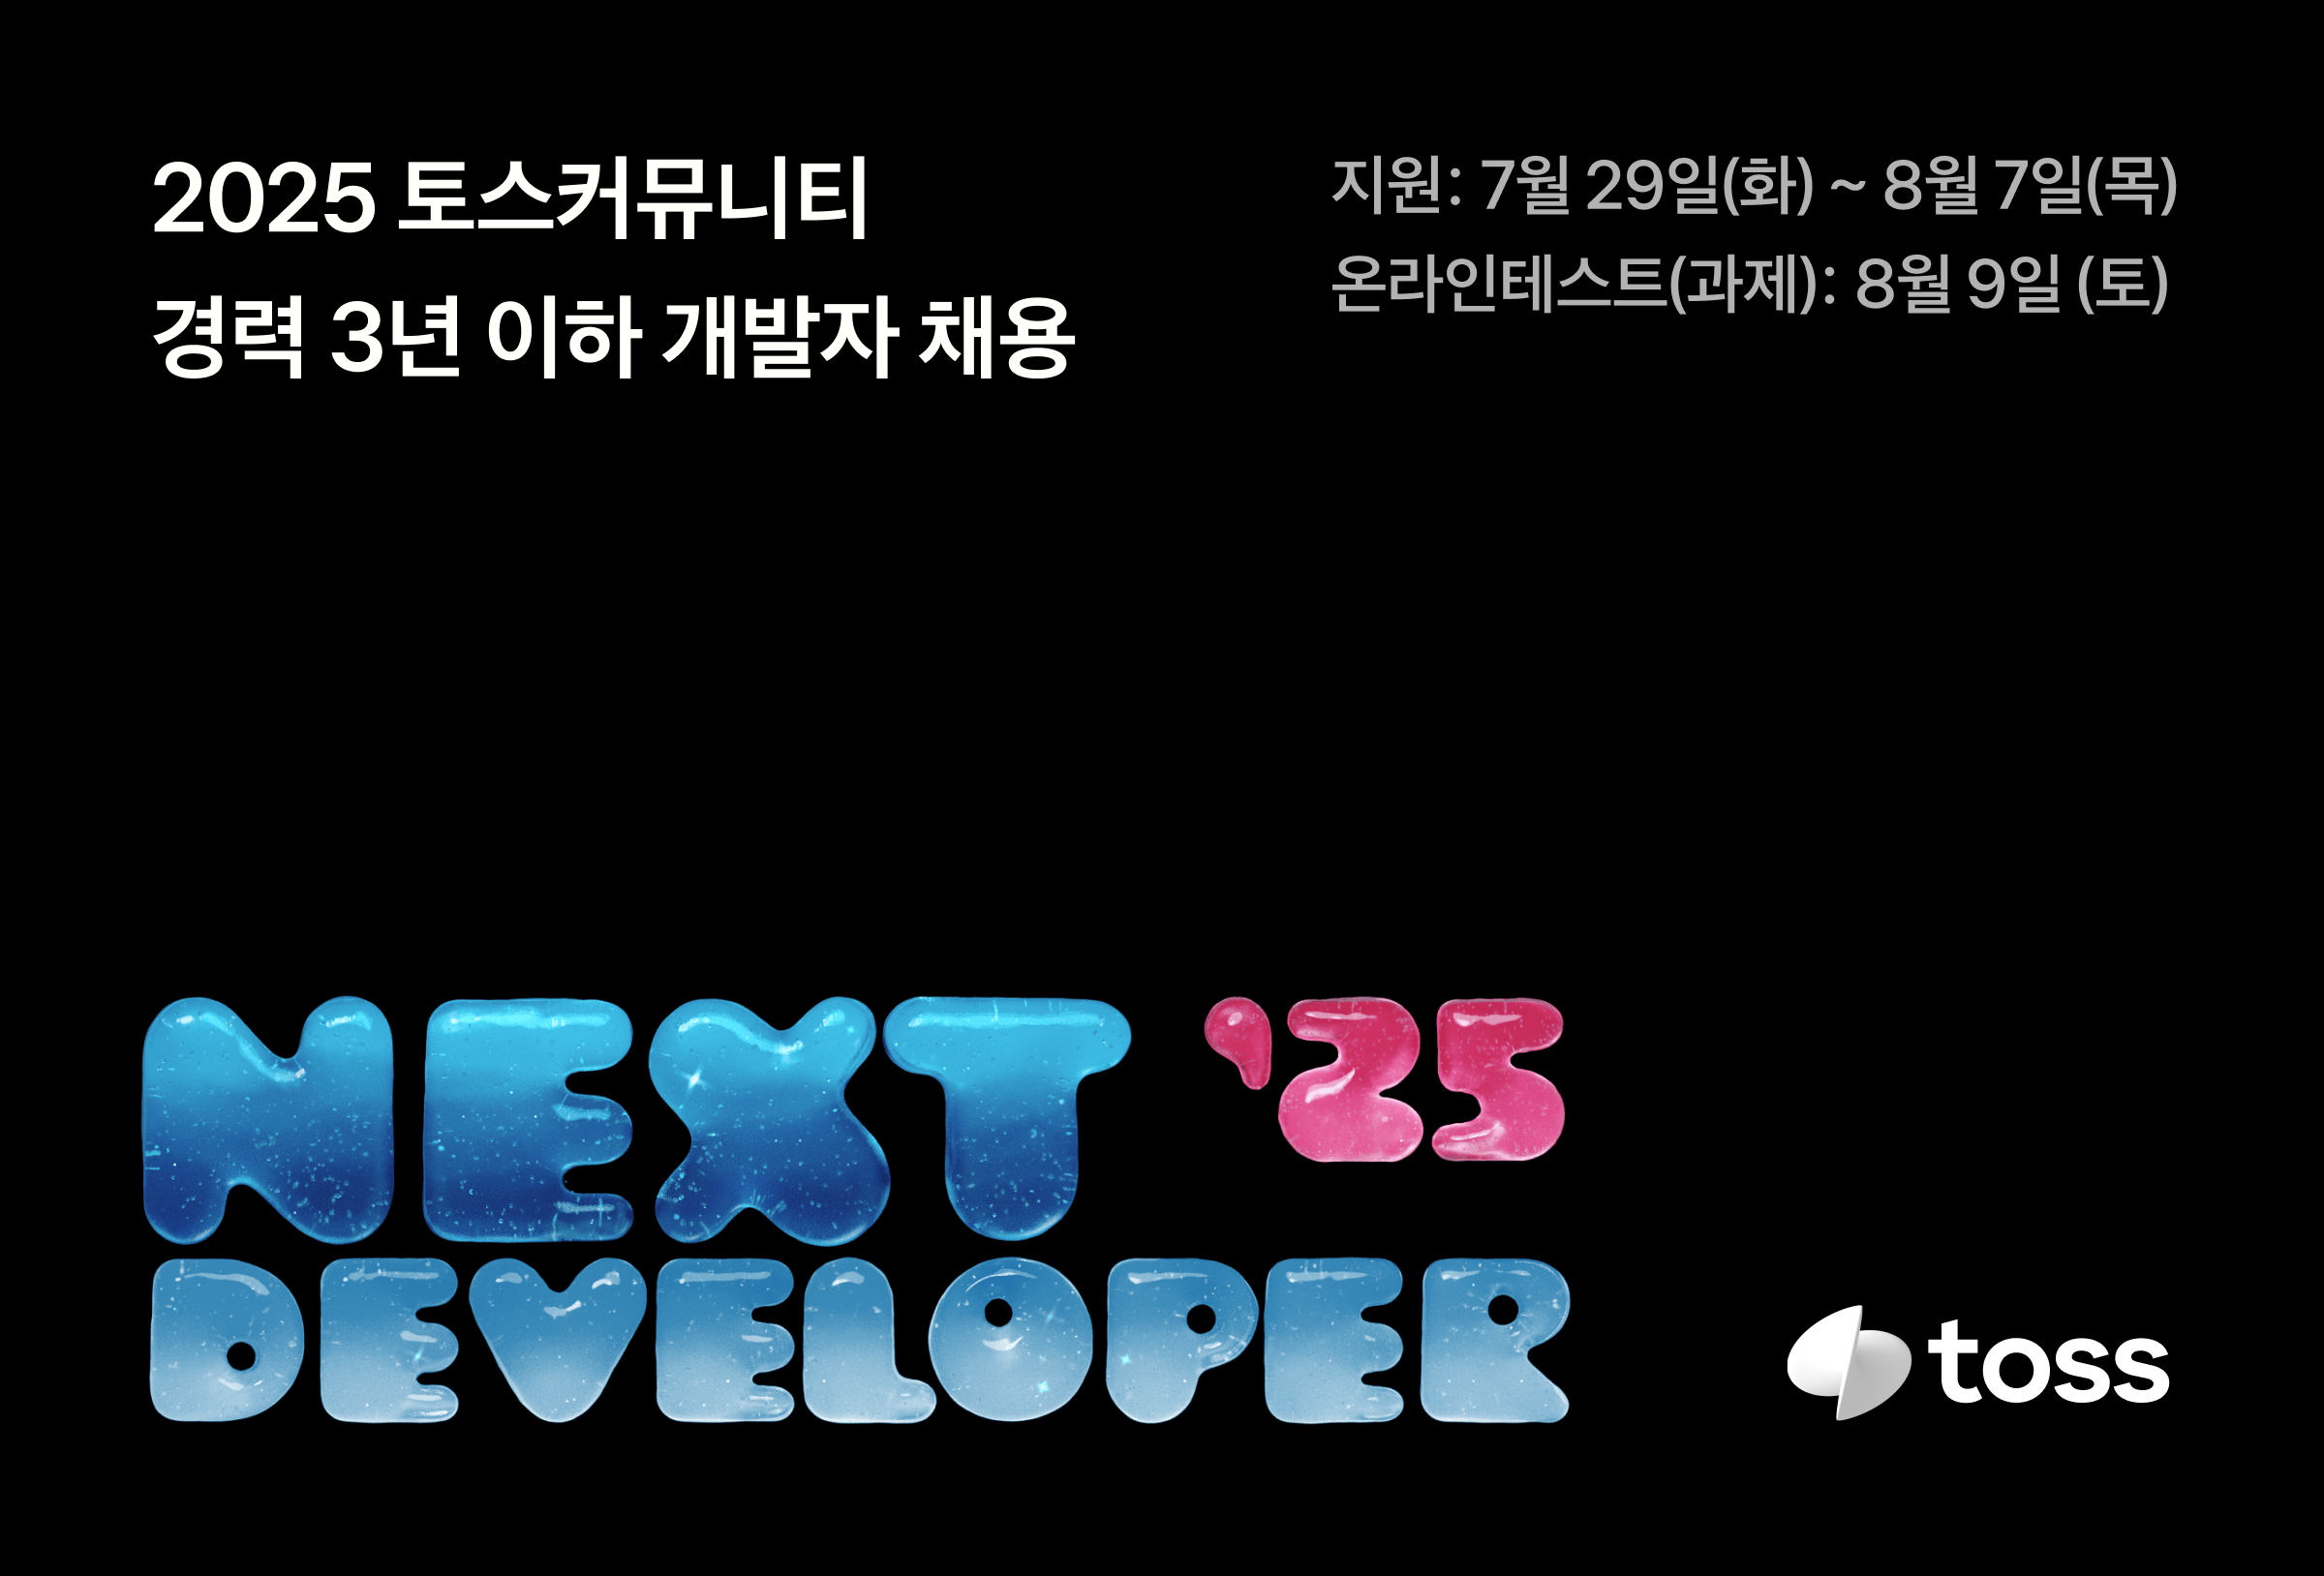 2025 토스커뮤니티
경력 3년 이하 개발자 채용
지원: 7월 29일(화) ~ 8월 7일(목)
온라인테스트(과제): 8월 9일 (토)
NEXT '25
DEVELOPER
toss